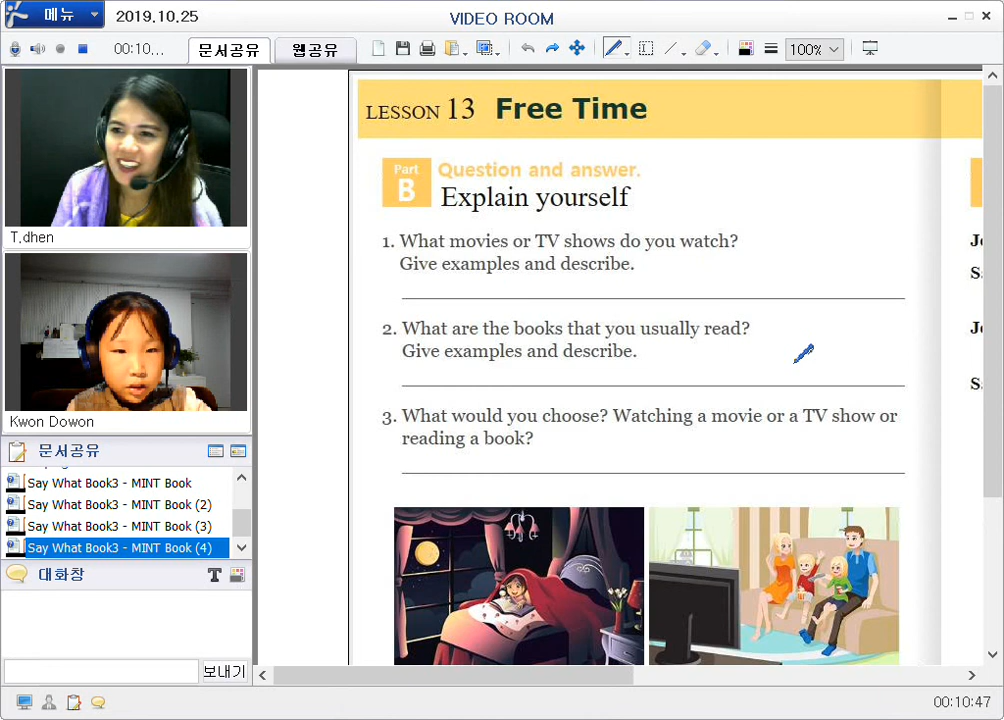 메뉴
2019.10.25
VIDEO ROOM
00:10...
문서공유
웹공유
100%
T.dhen
Kwon Dowon
문서공유
Say What Book3 - MINT Book
Say What Book3 - MINT Book (2)
Say What Book3 - MINT Book (3)
Say What Book3 - MINT Book (4)
대화창
보내기
LESSON 13 Free Time
Part B
Question and answer.
Explain yourself
1. What movies or TV shows do you watch?
Give examples and describe.
2. What are the books that you usually read?
Give examples and describe.
3. What would you choose? Watching a movie or a TV show or
reading a book?
00:10:47